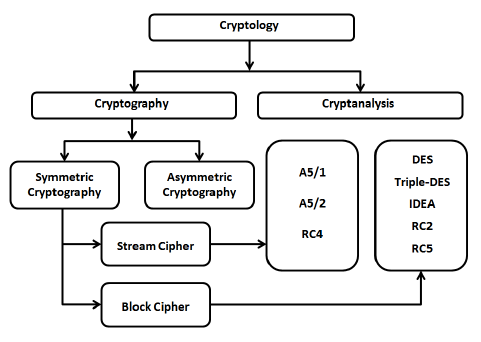 Cryptology
Cryptography
Cryptanalysis
Symmetric
Cryptography
Asymmetric
Cryptography
Stream Cipher
Block Cipher
A5/1
A5/2
RC4
DES
Triple-DES
IDEA
RC2
RC5